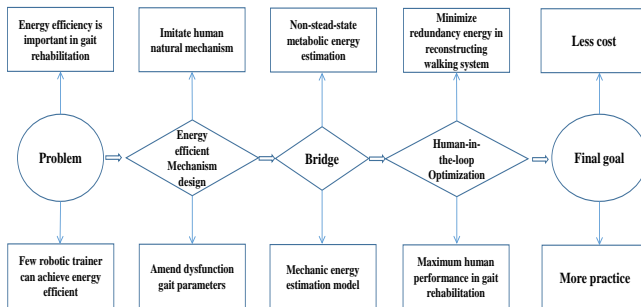 Energy efficiency is
important in gait
rehabilitation
Imitate human
natural mechanism
Non-stead-state
metabolic energy
estimation
Minimize
redundancy energy in
reconstructing
walking system
Less cost
Problem
Energy
efficient
Mechanism
design
Bridge
Human-in-
the-loop
Optimization
Final goal
Few robotic trainer
can achieve energy
efficient
Amend dysfunction
gait parameters
Mechanic energy
estimation model
Maximum human
performance in gait
rehabilitation
More practice